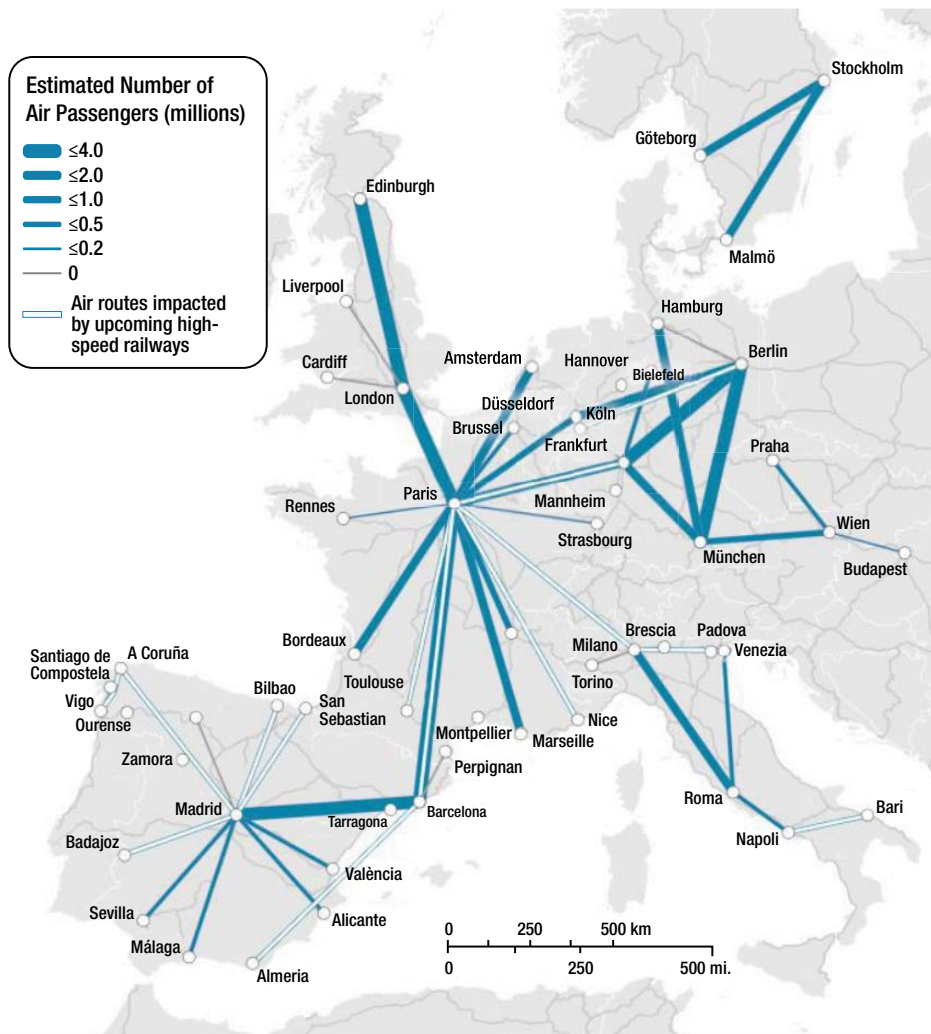 Estimated Number of
Air Passengers (millions)
≤4.0
≤2.0
≤1.0
≤0.5
≤0.2
0
Air routes impacted
by upcoming high-
speed railways
Stockholm
Göteborg
Malmö
Edinburgh
Liverpool
Cardiff
London
Hamburg
Amsterdam
Hannover
Bielefeld
Berlin
Düsseldorf
Köln
Brussel
Frankfurt
Praha
Paris
Rennes
Mannheim
Strasbourg
Wien
München
Budapest
Bordeaux
Milano
Brescia
Padova
Venezia
Torino
Santiago de
Compostela
A Coruña
Vigo
Ourense
Bilbao
San
Sebastian
Toulouse
Montpellier
Marseille
Nice
Zamora
Perpignan
Madrid
Tarragona
Barcelona
Roma
Bari
Napoli
Badajoz
València
Sevilla
Alicante
Málaga
Almeria
0 250 500 km
0 250 500 mi.